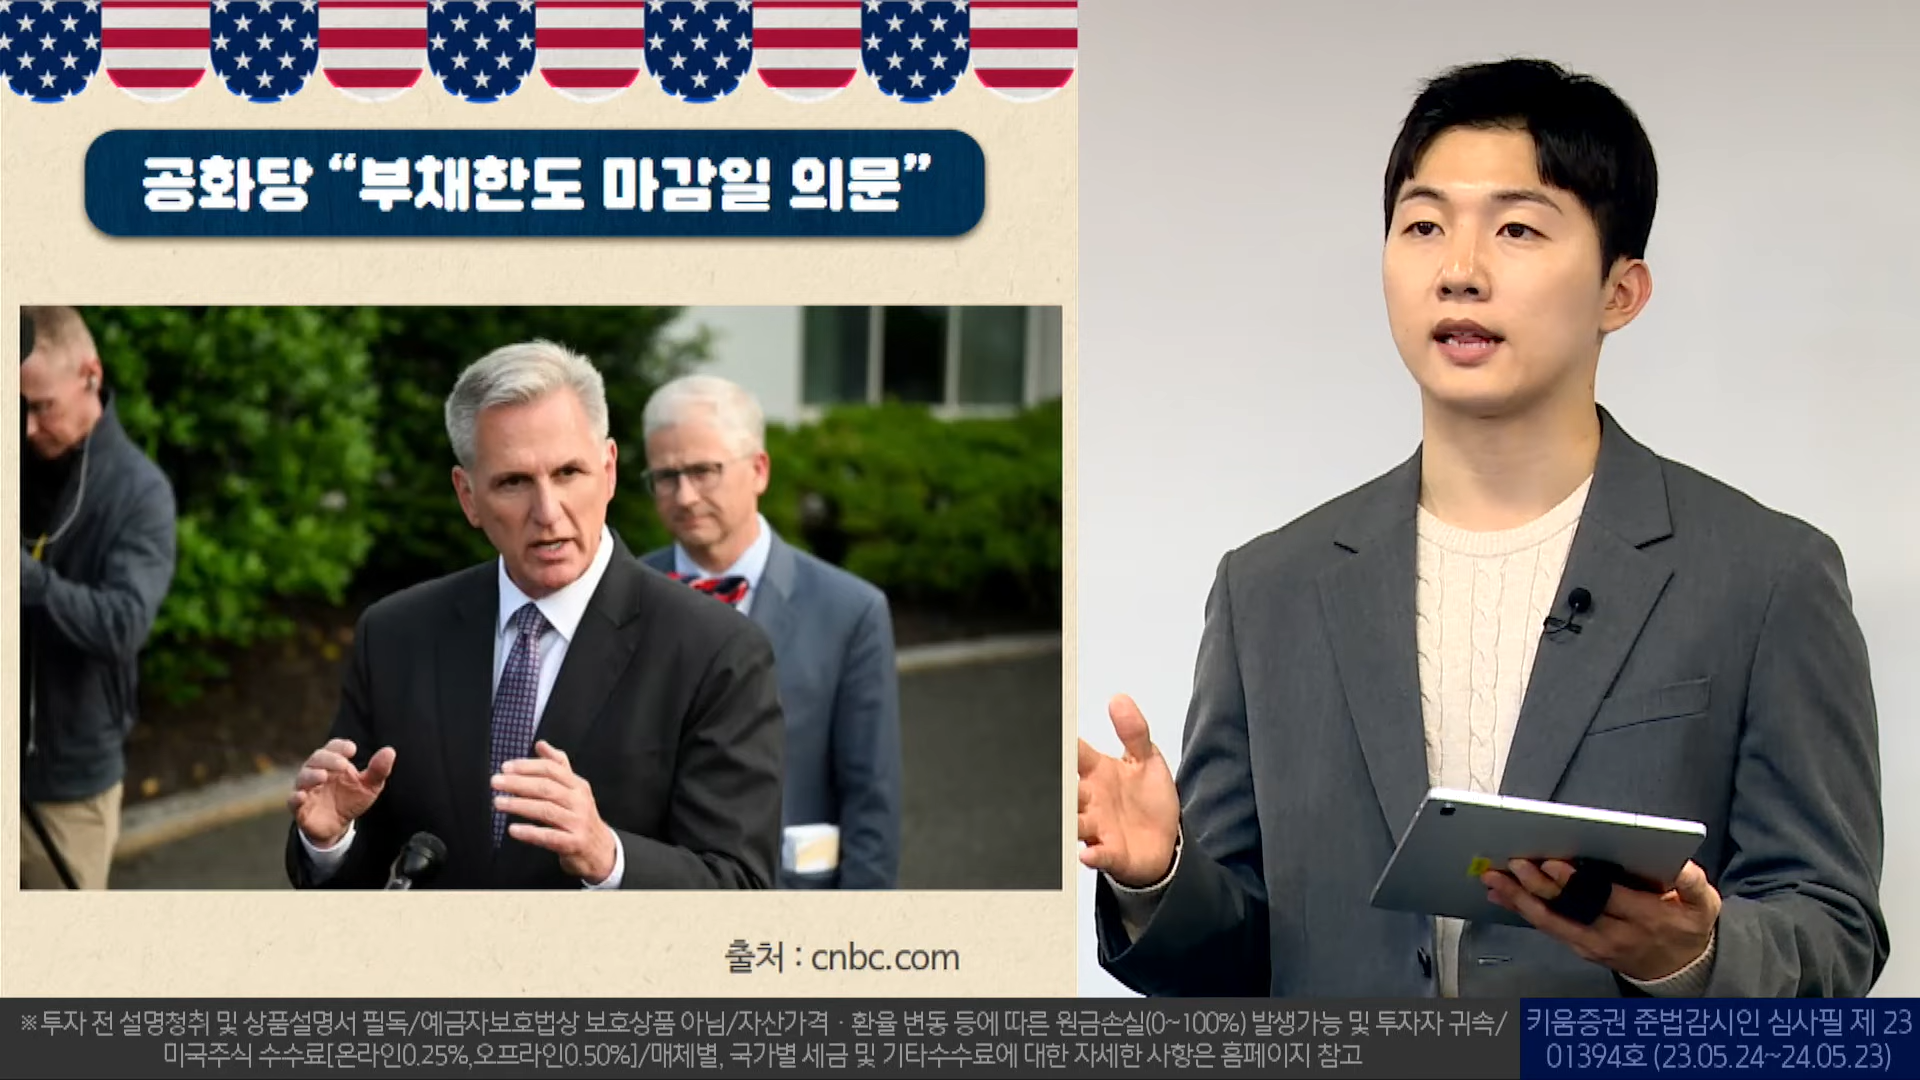 공화당 “부채한도 마감일 의문”
출처 : cnbc.com
※투자 전 설명청취 및 상품설명서 필독/예금자보호법상 보호상품 아님/자산가격 · 환율 변동 등에 따른 원금손실(0~100%) 발생가능 및 투자자 귀속/
미국주식 수수료[온라인0.25%,오프라인0.50%]/매체별, 국가별 세금 및 기타수수료에 대한 자세한 사항은 홈페이지 참고
키움증권 준법감시인 심사필 제 23
01394호 (23.05.24~24.05.23)